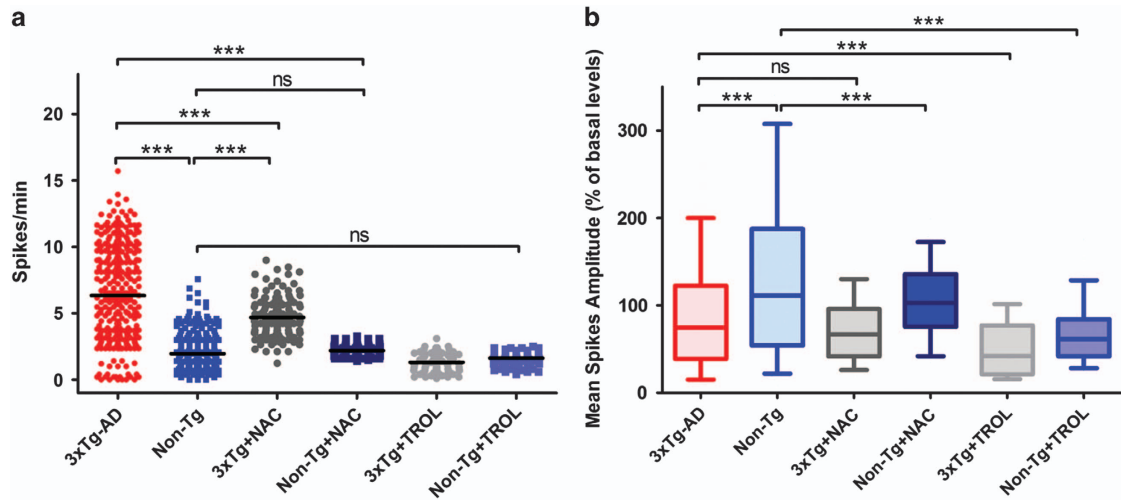 a
***
ns
***
*** ***
ns
Spikes/min
20
15
10
5
0
3xTg-AD
Non-Tg
3xTg+NAC
Non-Tg+NAC
3xTg+TROL
Non-Tg+TROL
b
***
***
ns
*** ***
Mean Spikes Amplitude (% of basal levels)
300
200
100
0
3xTg-AD
Non-Tg
3xTg+NAC
Non-Tg+NAC
3xTg+TROL
Non-Tg+TROL